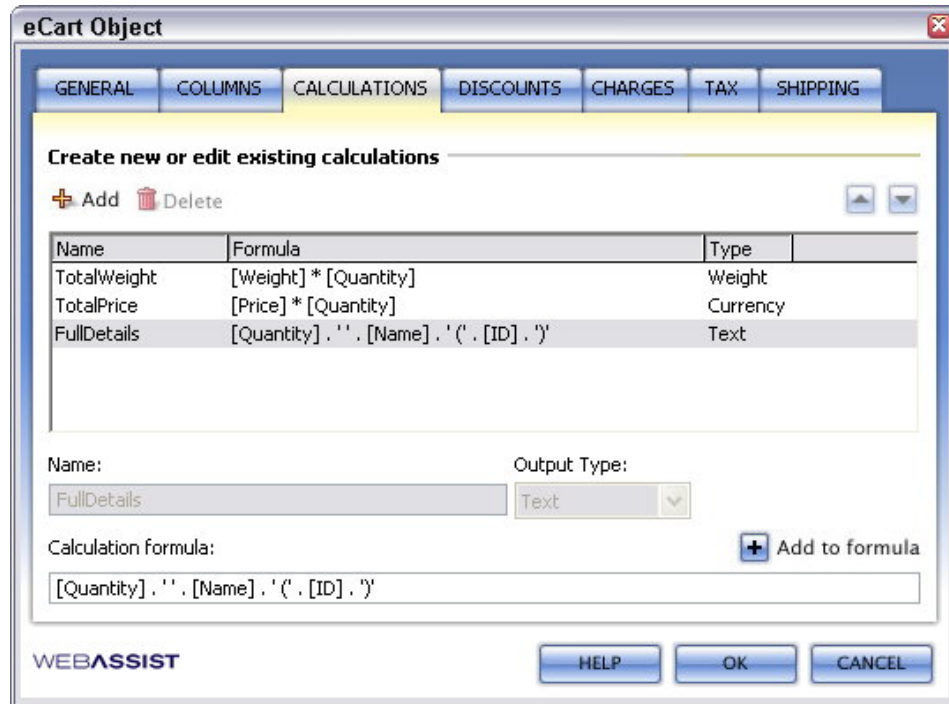 eCart Object
GENERAL COLUMNS CALCULATIONS DISCOUNTS CHARGES TAX SHIPPING
Create new or edit existing calculations
Add Delete
Name Formula Type
TotalWeight [Weight] * [Quantity] Weight
TotalPrice [Price] * [Quantity] Currency
FullDetails [Quantity] . ' ' . [Name] . ' (' . [ID] . ')' Text
Name: Output Type:
FullDetails Text
Calculation formula: Add to formula
[Quantity] . ' ' . [Name] . ' (' . [ID] . ')'
WEBASSIST HELP OK CANCEL